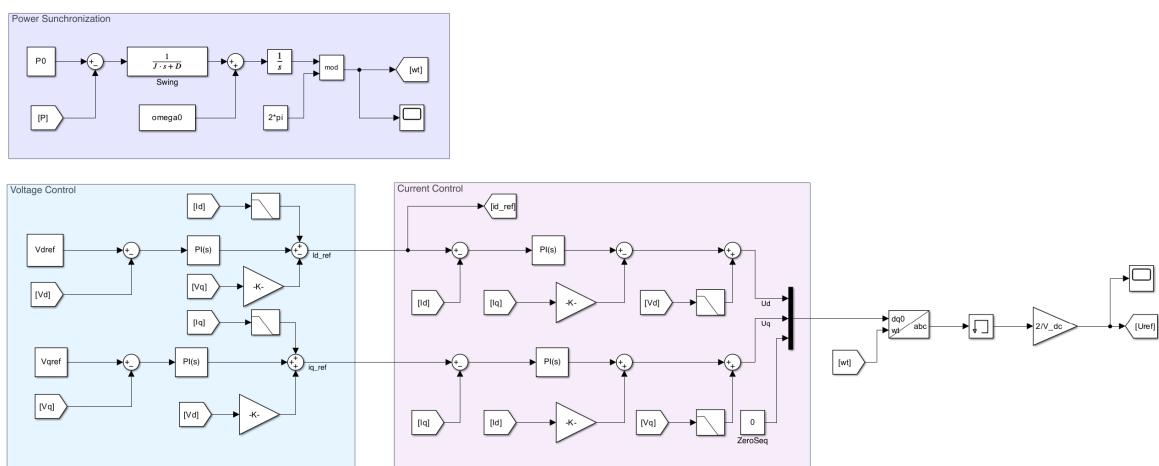 Power Sunchronization
P0
1
J · s + D
Swing
1
s
mod
[wt]
[P]
omega0
2*pi
Voltage Control
[Id]
Vdref
PI(s)
Id_ref
[Vd]
[Vq]
-K-
[Iq]
Vqref
PI(s)
iq_ref
[Vq]
[Vd]
-K-
Current Control
[id_ref]
PI(s)
[Id]
[Iq]
-K-
[Vd]
Ud
Uq
PI(s)
[Iq]
[Id]
-K-
[Vq]
0
ZeroSeq
dq0
wt
abc
[wt]
2/V_dc
[Uref]